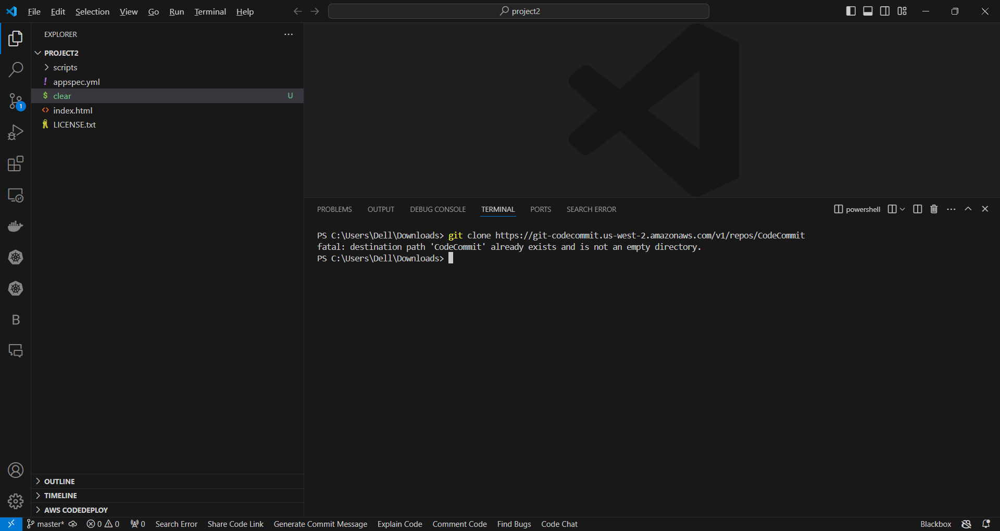 File Edit Selection View Go Run Terminal Help
project2
EXPLORER
PROJECT2
scripts
! appspec.yml
$ clear U
1
<> index.html
LICENSE.txt
B
OUTLINE
TIMELINE
AWS CODEDEPLOY
PROBLEMS OUTPUT DEBUG CONSOLE TERMINAL PORTS SEARCH ERROR
powershell
PS C:\Users\Dell\Downloads> git clone https://git-codecommit.us-west-2.amazonaws.com/v1/repos/CodeCommit
fatal: destination path 'CodeCommit' already exists and is not an empty directory.
PS C:\Users\Dell\Downloads>
master* 0 0 0 Search Error Share Code Link Generate Commit Message Explain Code Comment Code Find Bugs Code Chat Blackbox